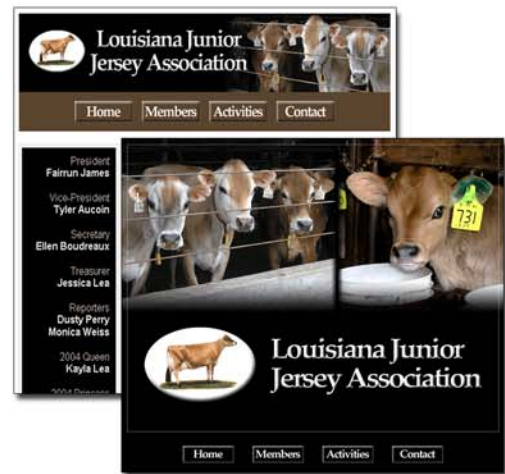 Louisiana Junior
Jersey Association
Home Members Activities Contact
President
Fairrun James
Vice-President
Tyler Aucoin
Secretary
Ellen Boudreaux
Treasurer
Jessica Lea
Reporters
Dusty Perry
Monica Weiss
2004 Queen
Kayla Lea
2004 Princess
731
Louisiana Junior
Jersey Association
Home Members Activities Contact